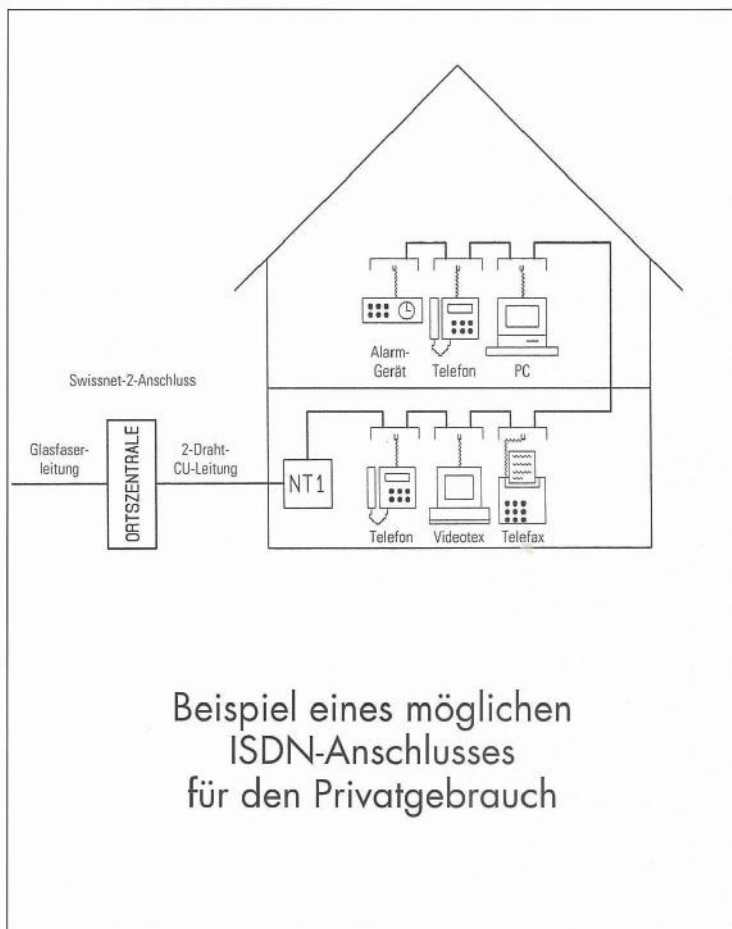 Alarm-
Gerät
Telefon
PC
Swissnet-2-Anschluss
Glasfaser-
leitung
ORTSZENTRALE
2-Draht-
CU-Leitung
NT1
Telefon
Videotex
Telefax
Beispiel eines möglichen
ISDN-Anschlusses
für den Privatgebrauch